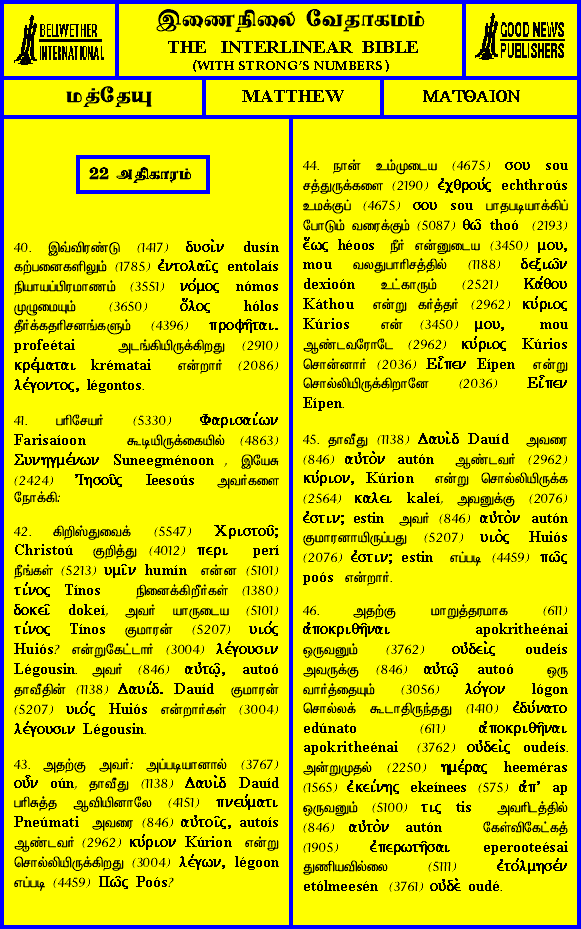 BELLWETHER
INTERNATIONAL
இணைநிலை வேதாகமம்
THE INTERLINEAR BIBLE
(WITH STRONG'S NUMBERS)
GOOD NEWS
PUBLISHERS
மத்தேயு
MATTHEW
ΜΑΤΘΑΙΟΝ
22 அதிகாரம்
40. இவ்விரண்டு (1417) δυσὶν dusín
கற்பனைகளிலும் (1785) ἐντολαῖς entolaís
நியாயப்பிரமாணம் (3551) νόμος nómos
முழுமையும் (3650) ὅλος hólos
தீர்க்கதரிசனங்களும் (4396) προφῆται.
profeétai அடங்கியிருக்கிறது (2910)
κρέμαται krématai என்றார் (2086)
λέγοντος, légontos.
41. பரிசேயர் (5330) Φαρισαίων
Farisaíoon கூடியிருக்கையில் (4863)
Συνηγμένων Suneegménoon , இயேசு
(2424) Ἰησοῦς Ieesoús அவர்களை
நோக்கி:
42. கிறிஸ்துவைக் (5547) Χριστοῦ;
Christoú குறித்து (4012) περι perí
நீங்கள் (5213) υμῖν humín என்ன (5101)
τίνος Tínos நினைக்கிறீர்கள் (1380)
δοκεῖ dokeí, அவர் யாருடைய (5101)
τίνος Tínos குமாரன் (5207) υιός
Huiós? என்றுகேட்டார் (3004) λέγουσιν
Légousin. அவர் (846) αὐτῷ, autoó
தாவீதின் (1138) Δαυίδ. Dauíd குமாரன்
(5207) υιός Huiós என்றார்கள் (3004)
λέγουσιν Légousin.
43. அதற்கு அவர்: அப்படியானால் (3767)
οὖν oún, தாவீது (1138) Δαυὶδ Dauíd
பரிசுத்த ஆவியினாலே (4151) πνεύματι
Pneúmati அவரை (846) αὐτοῖς, autoís
ஆண்டவர் (2962) κύριον Kúrion என்று
சொல்லியிருக்கிறது (3004) λέγων, légoon
எப்படி (4459) Πῶς Poós?
44. நான் உம்முடைய (4675) σου sou
சத்துருக்களை (2190) ἐχθρούς echthroús
உமக்குப் (4675) σου sou பாதபடியாக்கிப்
போடும் வரைக்கும் (5087) θῶ thoó (2193)
ἕως héoos நீர் என்னுடைய (3450) μου,
mou வலதுபாரிசத்தில் (1188) δεξιῶν
dexioón உட்காரும் (2521) Κάθου
Káthou என்று கர்த்தர் (2962) κύριος
Kúrios என் (3450) μου, mou
ஆண்டவரோடே (2962) κύριος Kúrios
சொன்னார் (2036) Εἶπεν Eípen என்று
சொல்லியிருக்கிறானே (2036) Εἶπεν
Eípen.
45. தாவீது (1138) Δαυὶδ Dauíd அவரை
(846) αὐτὸν autón ஆண்டவர் (2962)
κύριον, Kúrion என்று சொல்லியிருக்க
(2564) καλει kaleí, அவனுக்கு (2076)
ἐστιν; estin அவர் (846) αὐτὸν autón
குமாரனாயிருப்பது (5207) υιὸς Huiós
(2076) ἐστιν; estin எப்படி (4459) πῶς
poós என்றார்.
46. அதற்கு மாறுத்தரமாக (611)
ἀποκριθῆναι apokritheénai
ஒருவனும் (3762) οὐδεὶς oudeís
அவருக்கு (846) αὐτῷ autoó ஒரு
வார்த்தையும் (3056) λόγον lógon
சொல்லக் கூடாதிருந்தது (1410) ἐδύνατο
edúnato (611) ἀποκριθῆναι
apokritheénai (3762) οὐδεὶς oudeís.
அன்றுமுதல் (2250) ημέρας heeméras
(1565) ἐκείνης ekeínees (575) ἀπ' ap
ஒருவனும் (5100) τις tis அவரிடத்தில்
(846) αὐτὸν autón கேள்விகேட்கத்
(1905) ἐπερωτῆσαι eperooteésai
துணியவில்லை (5111) ἐτόλμησέν
etólmeesén (3761) οὐδὲ oudé.